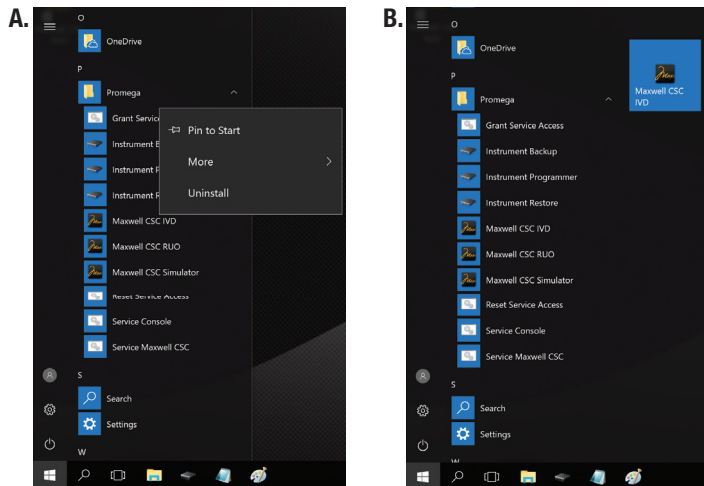 A.
O
OneDrive
P
Promega
Grant Service
Pin to Start
Instrument
More
Instrument
Uninstall
Instrument
Maxwell CSC IVD
Maxwell CSC RUO
Maxwell CSC Simulator
Reset Service Access
Service Console
Service Maxwell CSC
S
Search
Settings
W
B.
O
OneDrive
P
Promega
Grant Service Access
Instrument Backup
Instrument Programmer
Instrument Restore
Maxwell CSC IVD
Maxwell CSC RUO
Maxwell CSC Simulator
Reset Service Access
Service Console
Service Maxwell CSC
S
Search
Settings
W
Maxwell CSC
IVD